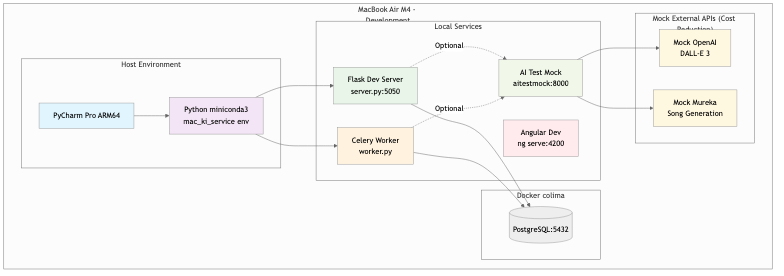 MacBook Air M4 -
Development
Host Environment
PyCharm Pro ARM64
Python miniconda3
mac_ki_service env
Local Services
Optional
Flask Dev Server
server.py:5050
AI Test Mock
aitestmock:8000
Optional
Celery Worker
worker.py
Angular Dev
ng serve:4200
Mock External APIs (Cost
Reduction)
Mock OpenAI
DALL-E 3
Mock Mureka
Song Generation
Docker colima
PostgreSQL:5432